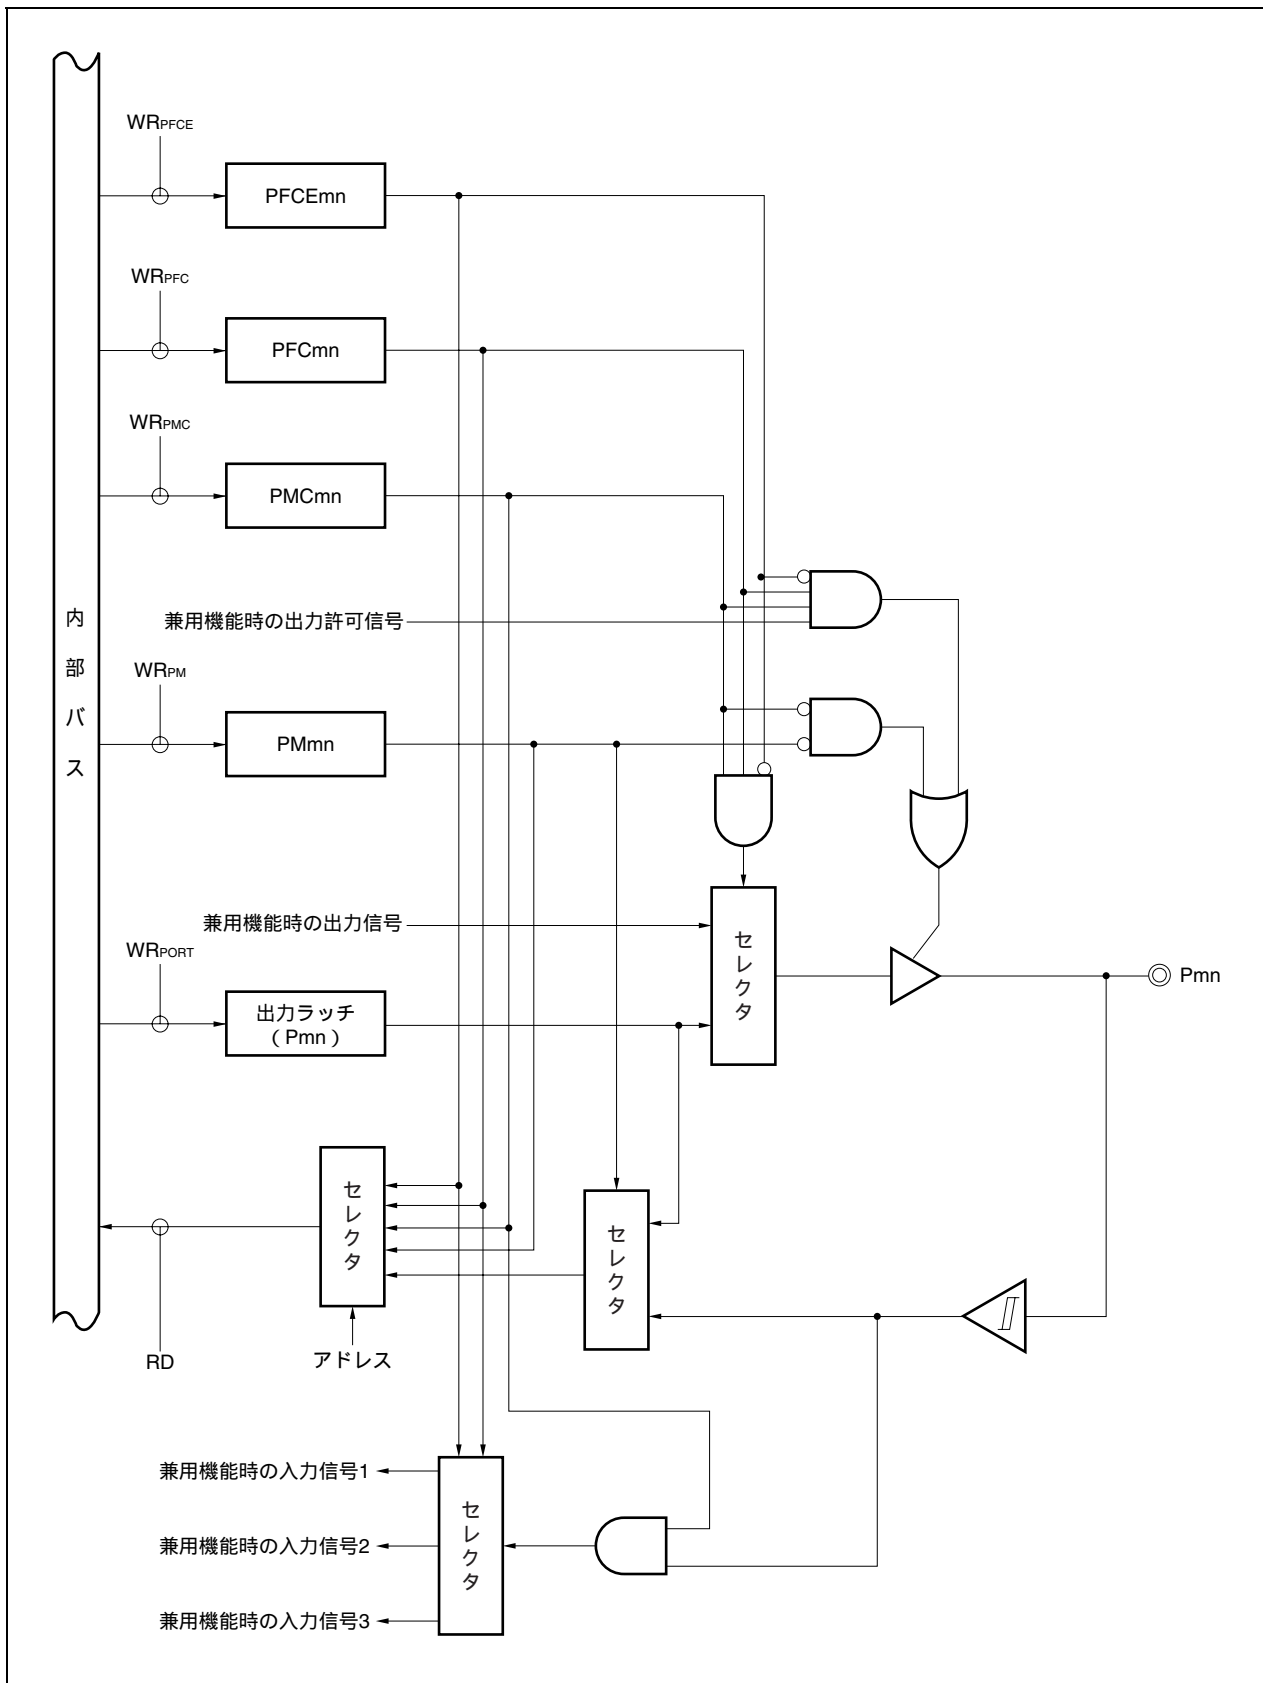 WRPFCE
PFCEmn
WRPFC
PFCmn
WRPMC
PMCmn
内部バス
兼用機能時の出力許可信号
WRPM
PMmn
兼用機能時の出力信号
セレクタ
WRPORT
出力ラッチ
（Pmn）
Pmn
セレクタ
セレクタ
RD
アドレス
兼用機能時の入力信号1
セレクタ
兼用機能時の入力信号2
兼用機能時の入力信号3